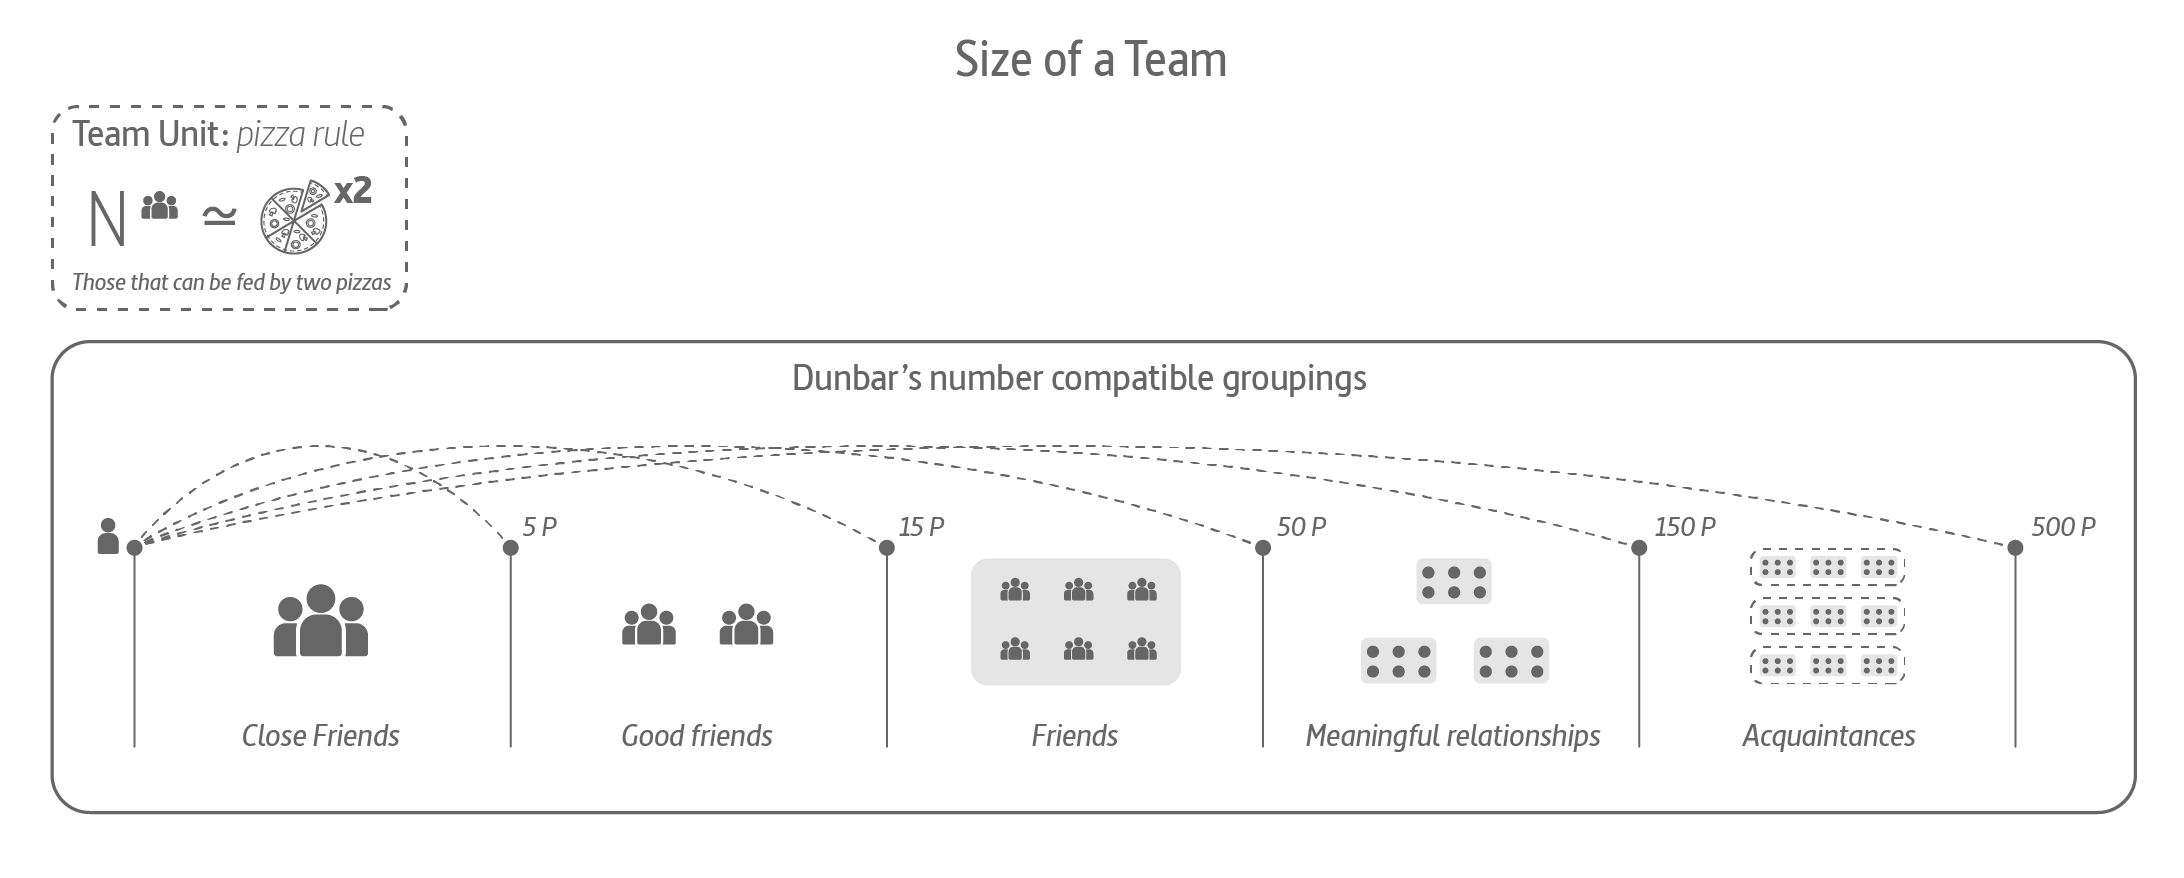 Size of a Team
Team Unit: pizza rule
N ≃ x2
Those that can be fed by two pizzas
Dunbar's number compatible groupings
5 P
15 P
50 P
150 P
500 P
Close Friends
Good friends
Friends
Meaningful relationships
Acquaintances